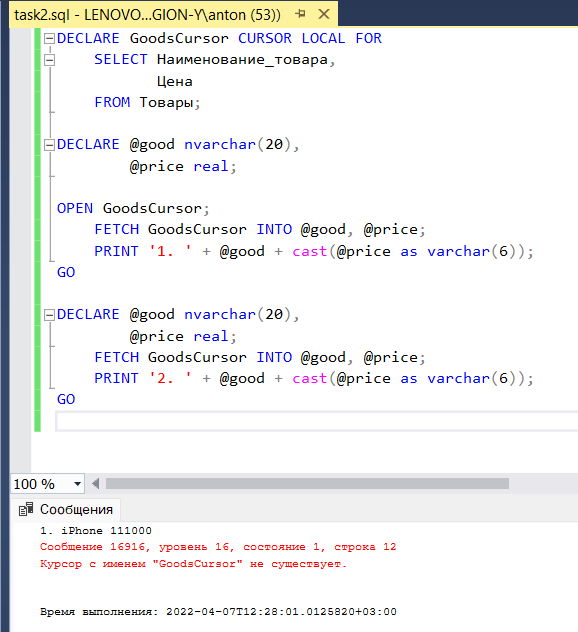 task2.sql - LENOVO...GION-Y\anton (53))
DECLARE GoodsCursor CURSOR LOCAL FOR
SELECT Наименование_товара,
Цена
FROM Товары;
DECLARE @good nvarchar(20),
@price real;
OPEN GoodsCursor;
FETCH GoodsCursor INTO @good, @price;
PRINT '1. ' + @good + cast(@price as varchar(6));
GO
DECLARE @good nvarchar(20),
@price real;
FETCH GoodsCursor INTO @good, @price;
PRINT '2. ' + @good + cast(@price as varchar(6));
GO
100 %
Сообщения
1. iPhone 111000
Сообщение 16916, уровень 16, состояние 1, строка 12
Курсор с именем "GoodsCursor" не существует.
Время выполнения: 2022-04-07T12:28:01.0125820+03:00